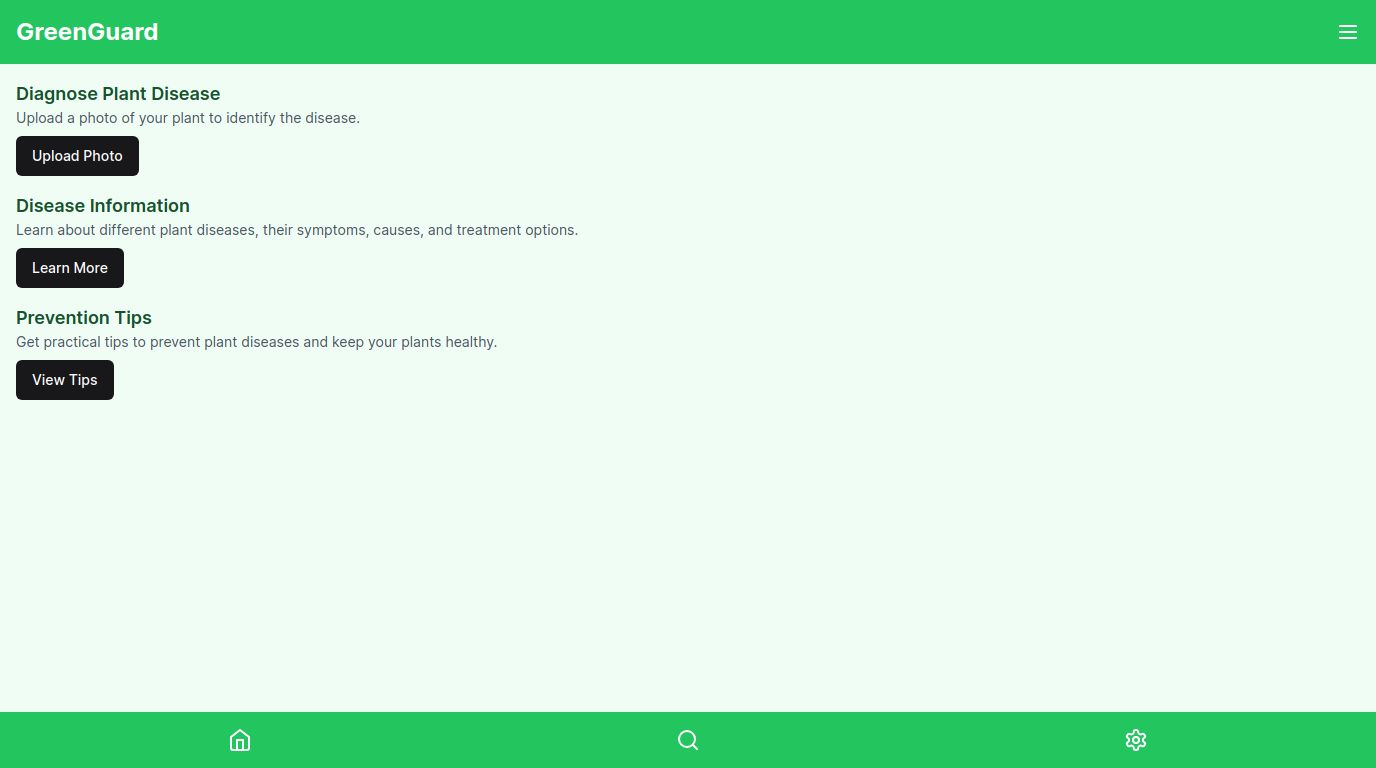 GreenGuard
Diagnose Plant Disease
Upload a photo of your plant to identify the disease.
Upload Photo
Disease Information
Learn about different plant diseases, their symptoms, causes, and treatment options.
Learn More
Prevention Tips
Get practical tips to prevent plant diseases and keep your plants healthy.
View Tips